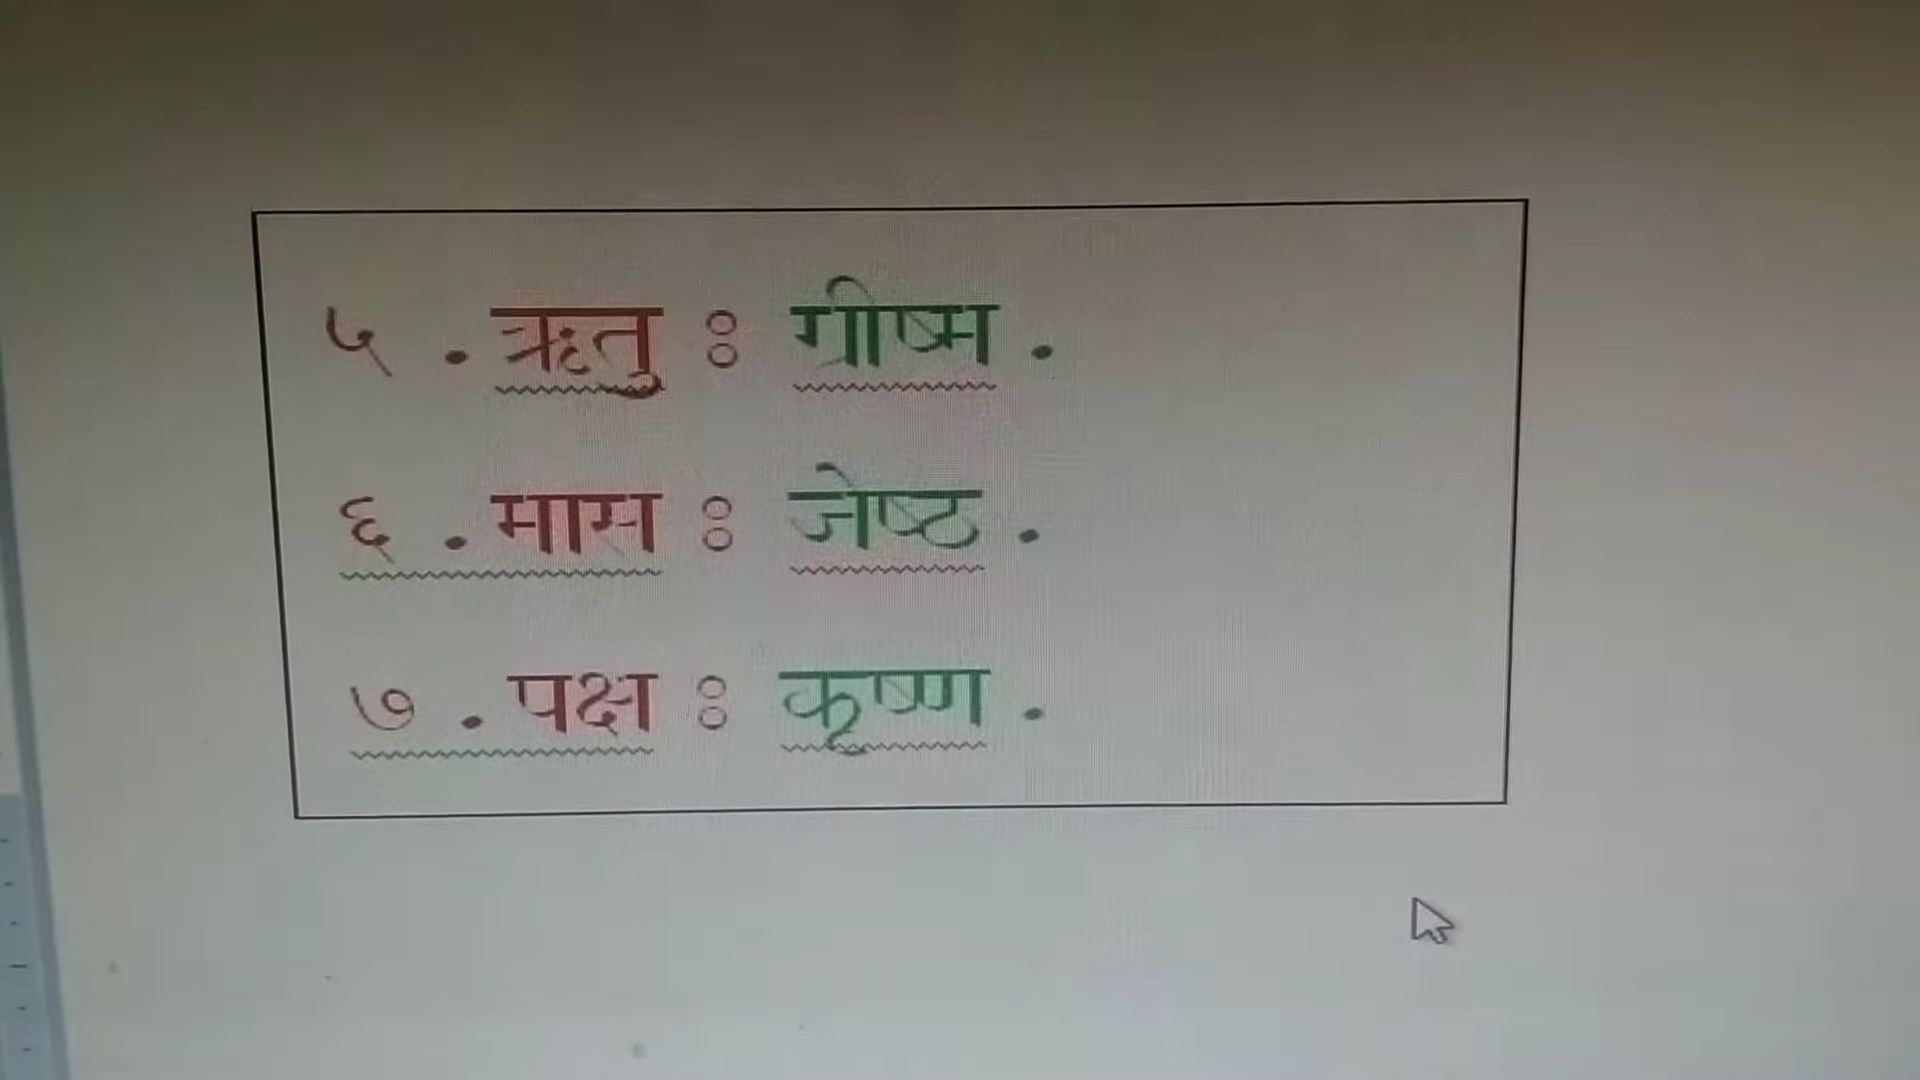 ५ . ऋतु : ग्रीष्म .
६ . मास : जेष्ठ .
७ . पक्ष : कृष्ण .